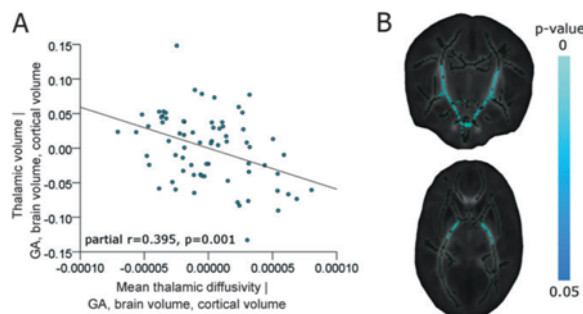 A
Thalamic volume |
GA, brain volume, cortical volume
0.15
0.10
0.05
0.00
-0.05
-0.10
-0.15
partial r=0.395, p=0.001
-0.00010
-0.00005
0.00000
0.00005
0.00010
Mean thalamic diffusivity |
GA, brain volume, cortical volume
B
p-value
0
0.05